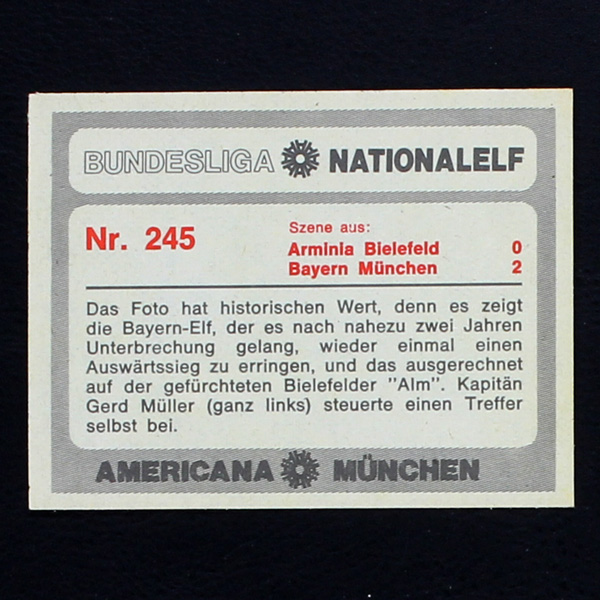 BUNDESLIGA NATIONALELF
Nr. 245
Szene aus:
Arminia Bielefeld 0
Bayern München 2
Das Foto hat historischen Wert, denn es zeigt
die Bayern-Elf, der es nach nahezu zwei Jahren
Unterbrechung gelang, wieder einmal einen
Auswärtssieg zu erringen, und das ausgerechnet
auf der gefürchteten Bielefelder "Alm". Kapitän
Gerd Müller (ganz links) steuerte einen Treffer
selbst bei.
AMERICANA MÜNCHEN